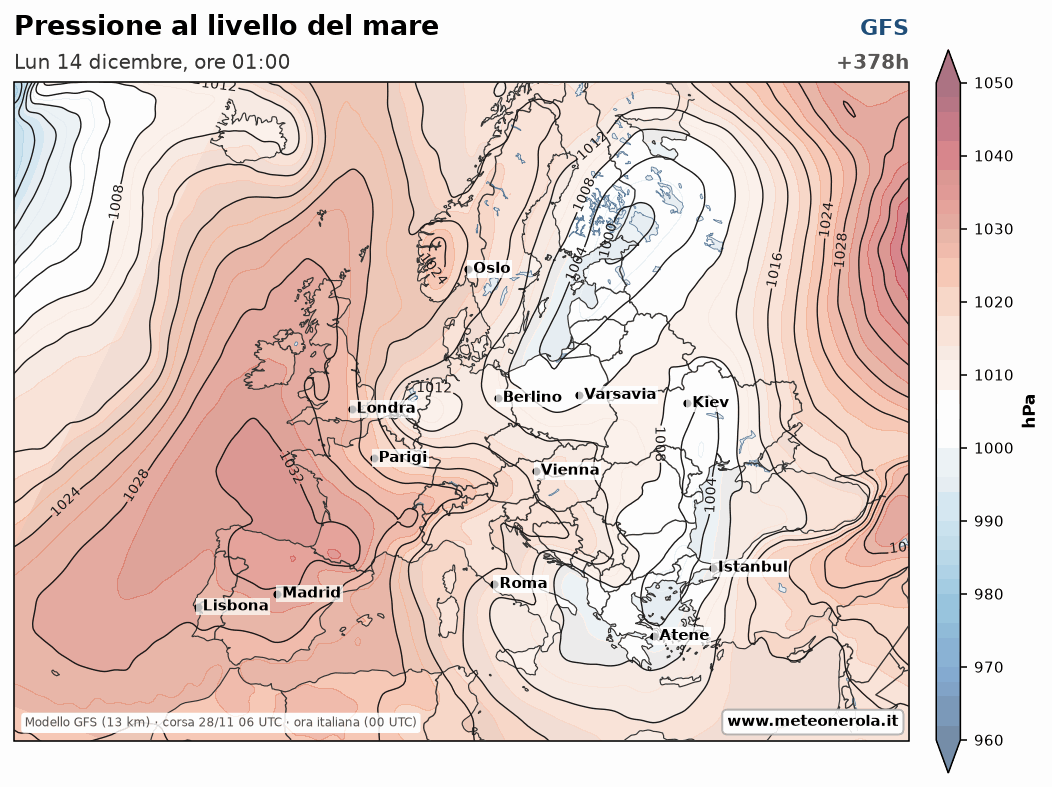 Pressione al livello del mare
GFS
Lun 14 dicembre, ore 01:00
+378h
1012
1008
1012
1008
1004
1000
1024
1016
1024
1028
1012
1024
1028
1032
1008
1004
10
Oslo
Londra
Berlino
Varsavia
Kiev
Parigi
Vienna
Roma
Istanbul
Madrid
Lisbona
Atene
Modello GFS (13 km) · corsa 28/11 06 UTC · ora italiana (00 UTC)
www.meteonerola.it
1050
1040
1030
1020
1010
1000
990
980
970
960
hPa